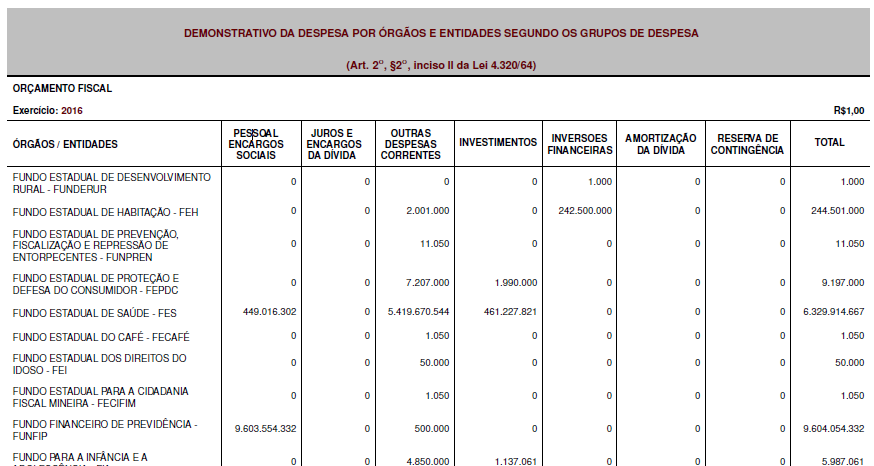 DEMONSTRATIVO DA DESPESA POR ÓRGÃOS E ENTIDADES SEGUNDO OS GRUPOS DE DESPESA
(Art. 2º, §2º, inciso II da Lei 4.320/64)
ORÇAMENTO FISCAL
Exercício: 2016 R$1,00
ÓRGÃOS / ENTIDADES
PESSOAL
ENCARGOS
SOCIAIS
JUROS E
ENCARGOS
DA DÍVIDA
OUTRAS
DESPESAS
CORRENTES
INVESTIMENTOS
INVERSOES
FINANCEIRAS
AMORTIZAÇÃO
DA DÍVIDA
RESERVA DE
CONTINGÊNCIA
TOTAL
FUNDO ESTADUAL DE DESENVOLVIMENTO
RURAL - FUNDERUR
0 0 0 0 1.000 0 0 1.000
FUNDO ESTADUAL DE HABITAÇÃO - FEH 0 0 2.001.000 0 242.500.000 0 0 244.501.000
FUNDO ESTADUAL DE PREVENÇÃO,
FISCALIZAÇÃO E REPRESSÃO DE
ENTORPECENTES - FUNPREN
0 0 11.050 0 0 0 0 11.050
FUNDO ESTADUAL DE PROTEÇÃO E
DEFESA DO CONSUMIDOR - FEPDC
0 0 7.207.000 1.990.000 0 0 0 9.197.000
FUNDO ESTADUAL DE SAÚDE - FES 449.016.302 0 5.419.670.544 461.227.821 0 0 0 6.329.914.667
FUNDO ESTADUAL DO CAFÉ - FECAFÉ 0 0 1.050 0 0 0 0 1.050
FUNDO ESTADUAL DOS DIREITOS DO
IDOSO - FEI
0 0 50.000 0 0 0 0 50.000
FUNDO ESTADUAL PARA A CIDADANIA
FISCAL MINEIRA - FECIFIM
0 0 1.050 0 0 0 0 1.050
FUNDO FINANCEIRO DE PREVIDÊNCIA -
FUNFIP
9.603.554.332 0 500.000 0 0 0 0 9.604.054.332
FUNDO PARA A INFÂNCIA E A
0 0 4.850.000 1.137.061 0 0 0 5.987.061